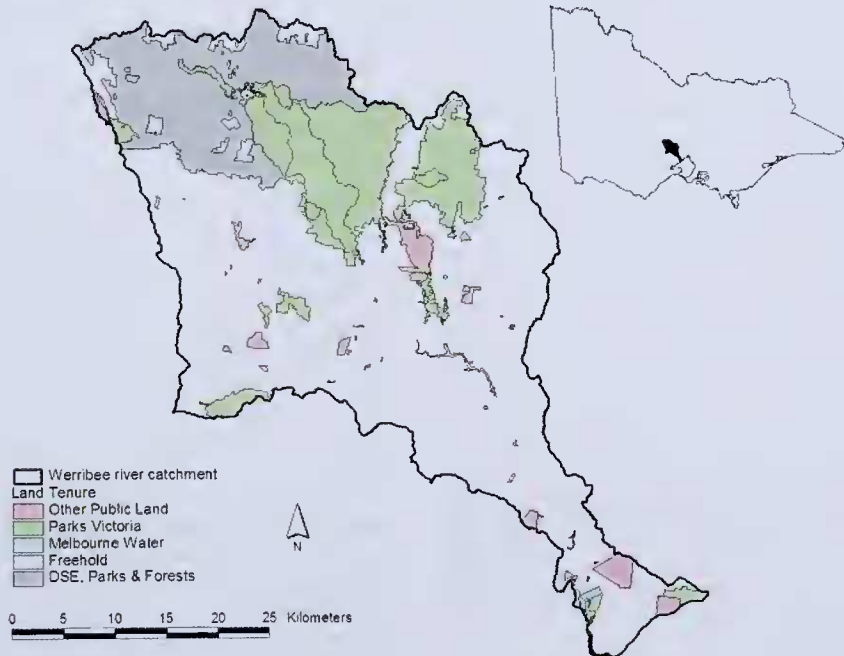 Werribee river catchment
Land Tenure
Other Public Land
Parks Victoria
Melbourne Water
Freehold
DSE, Parks & Forests
N
0 5 10 15 20 25 Kilometers